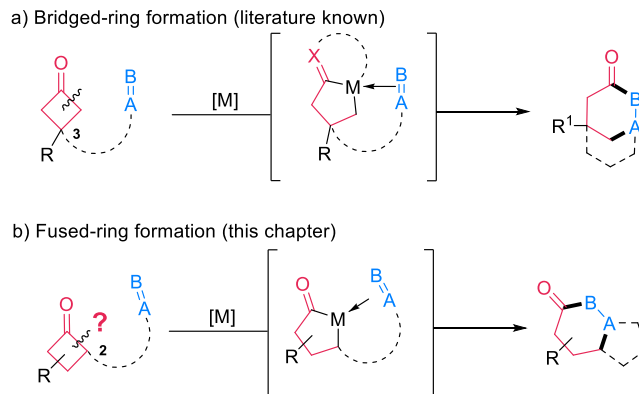 a) Bridged-ring formation (literature known)
O
B
A
3
R
[M]
X
M
B
A
R
O
B
A
R1
b) Fused-ring formation (this chapter)
O
?
2
R
B
A
[M]
O
M
B
A
R
O
B
A
R